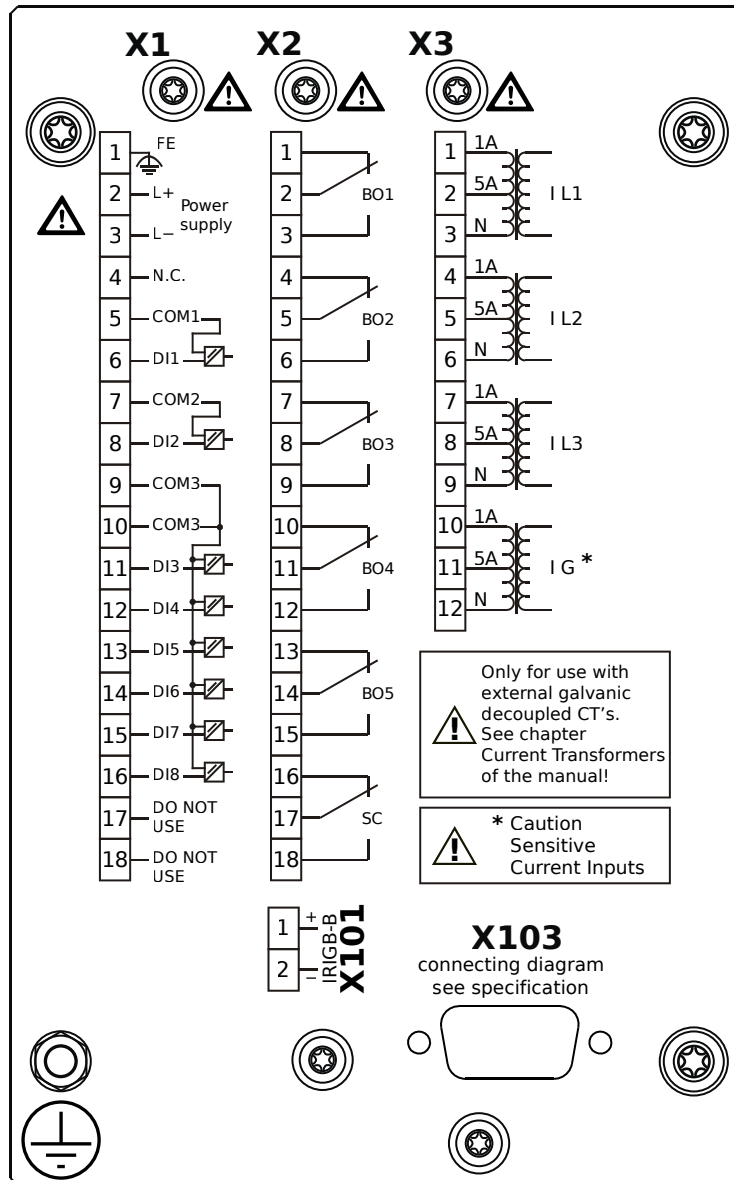 X1 X2 X3
1 FE
2 L+
Power
supply
3 L−
4 N.C.
5 COM1
6 DI1
7 COM2
8 DI2
9 COM3
10 COM3
11 DI3
12 DI4
13 DI5
14 DI6
15 DI7
16 DI8
17 DO NOT
USE
18 DO NOT
USE
1
2 BO1
3
4
5 BO2
6
7
8 BO3
9
10
11 BO4
12
13
14 BO5
15
16
17 SC
18
1 1A
2 5A I L1
3 N
4 1A
5 5A I L2
6 N
7 1A
8 5A I L3
9 N
10 1A
11 5A I G *
12 N
Only for use with
external galvanic
decoupled CT's.
See chapter
Current Transformers
of the manual!
* Caution
Sensitive
Current Inputs
1 +
2 −
IRIGB-B
X101
X103
connecting diagram
see specification